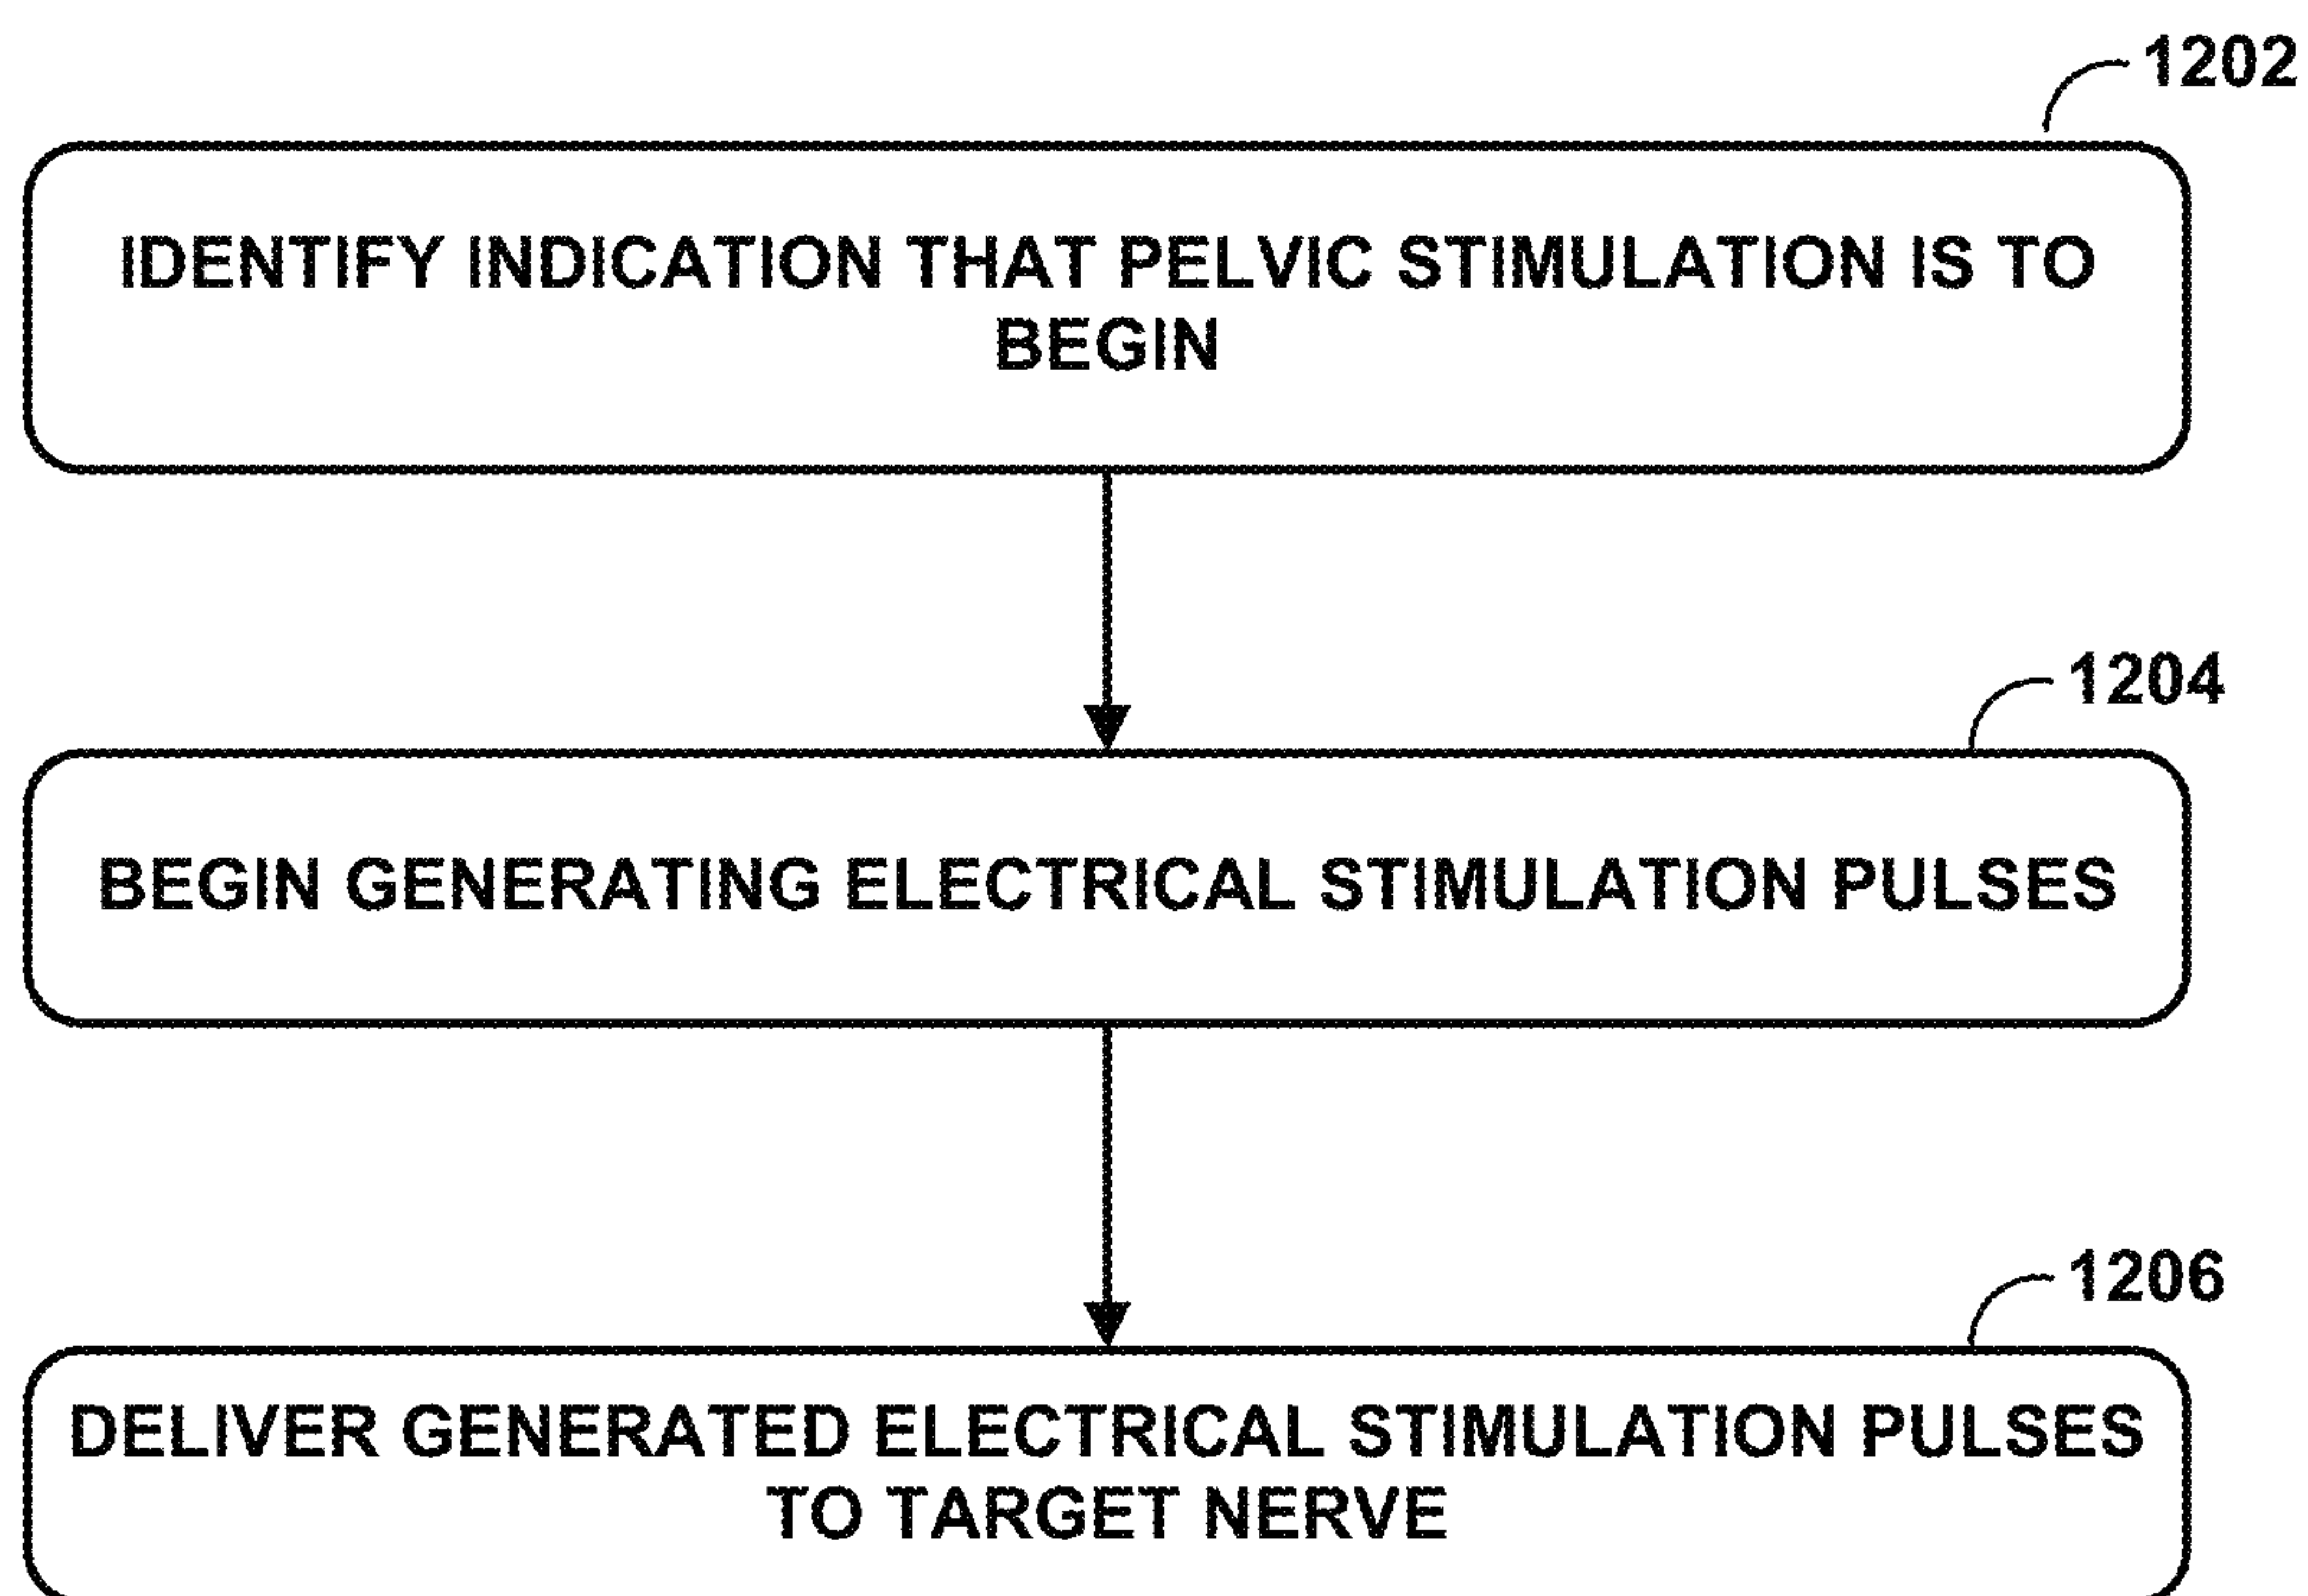 1202
IDENTIFY INDICATION THAT PELVIC STIMULATION IS TO
BEGIN
1204
BEGIN GENERATING ELECTRICAL STIMULATION PULSES
1206
DELIVER GENERATED ELECTRICAL STIMULATION PULSES
TO TARGET NERVE